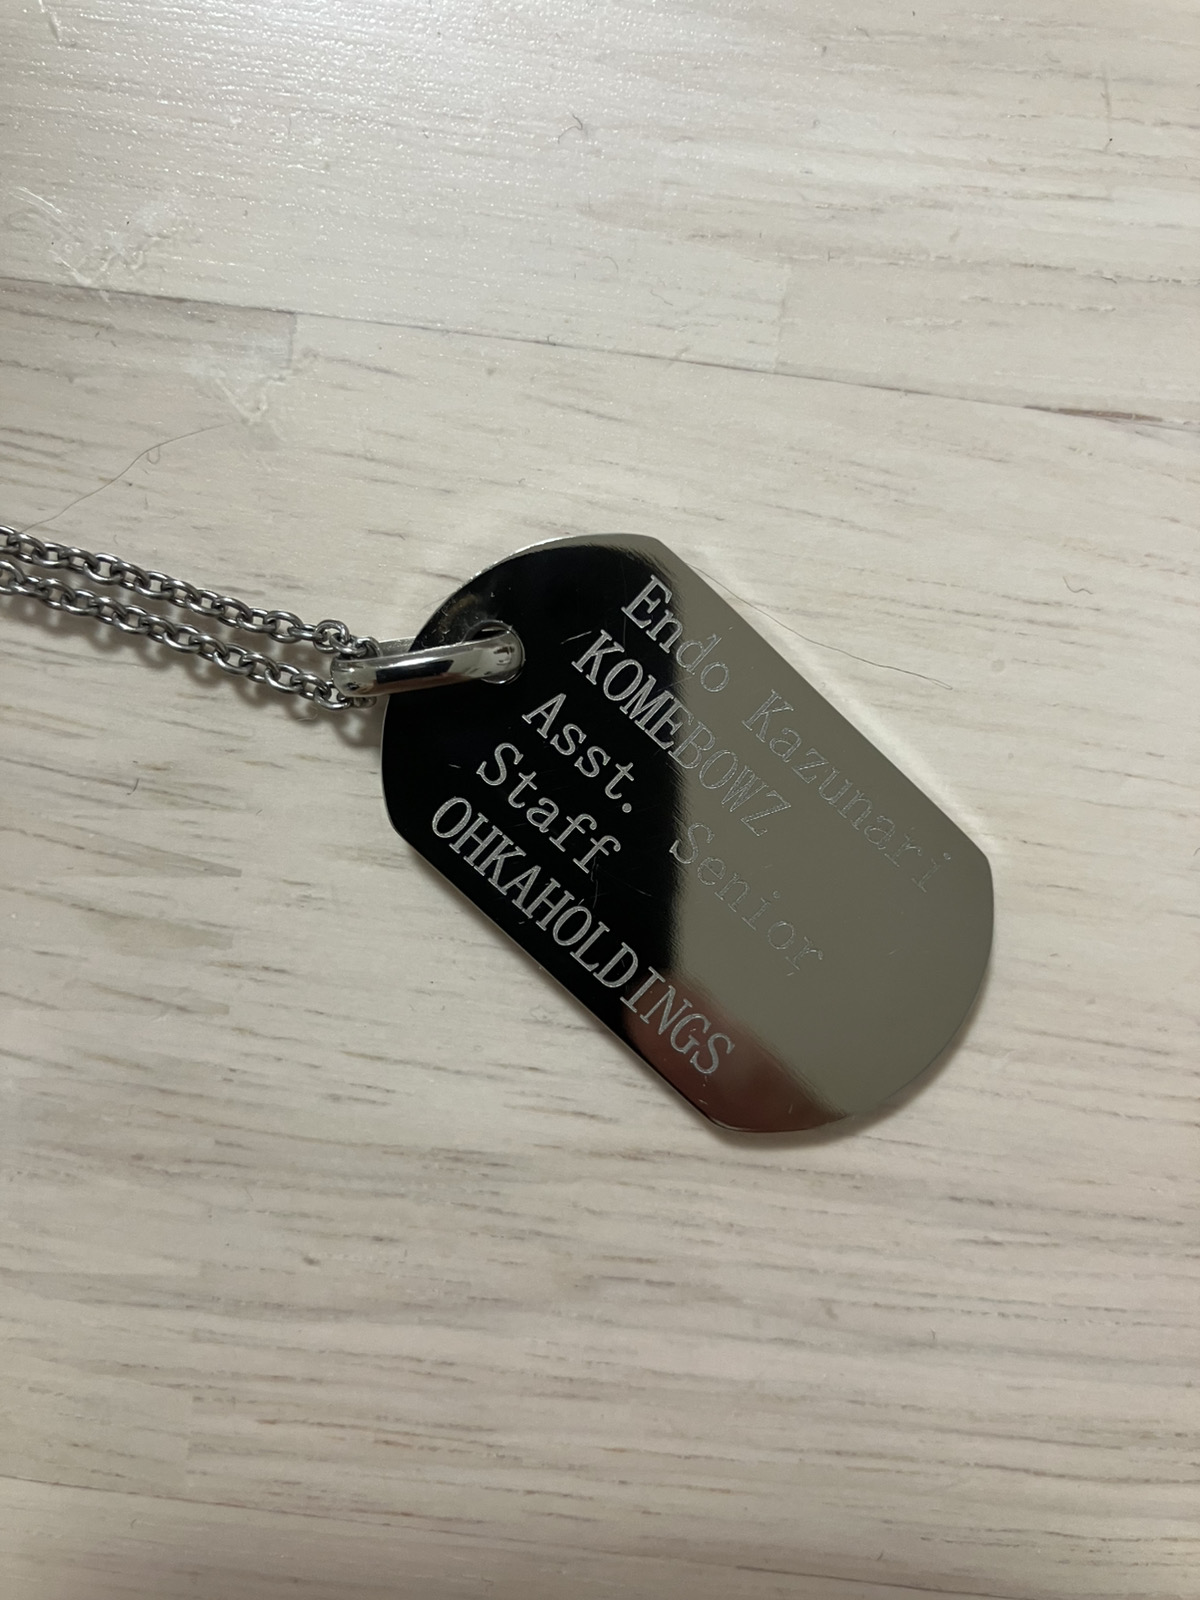 Endo Kazunari
KOMEBOWZ
Asst. Senior
Staff
OHKAHOLDINGS